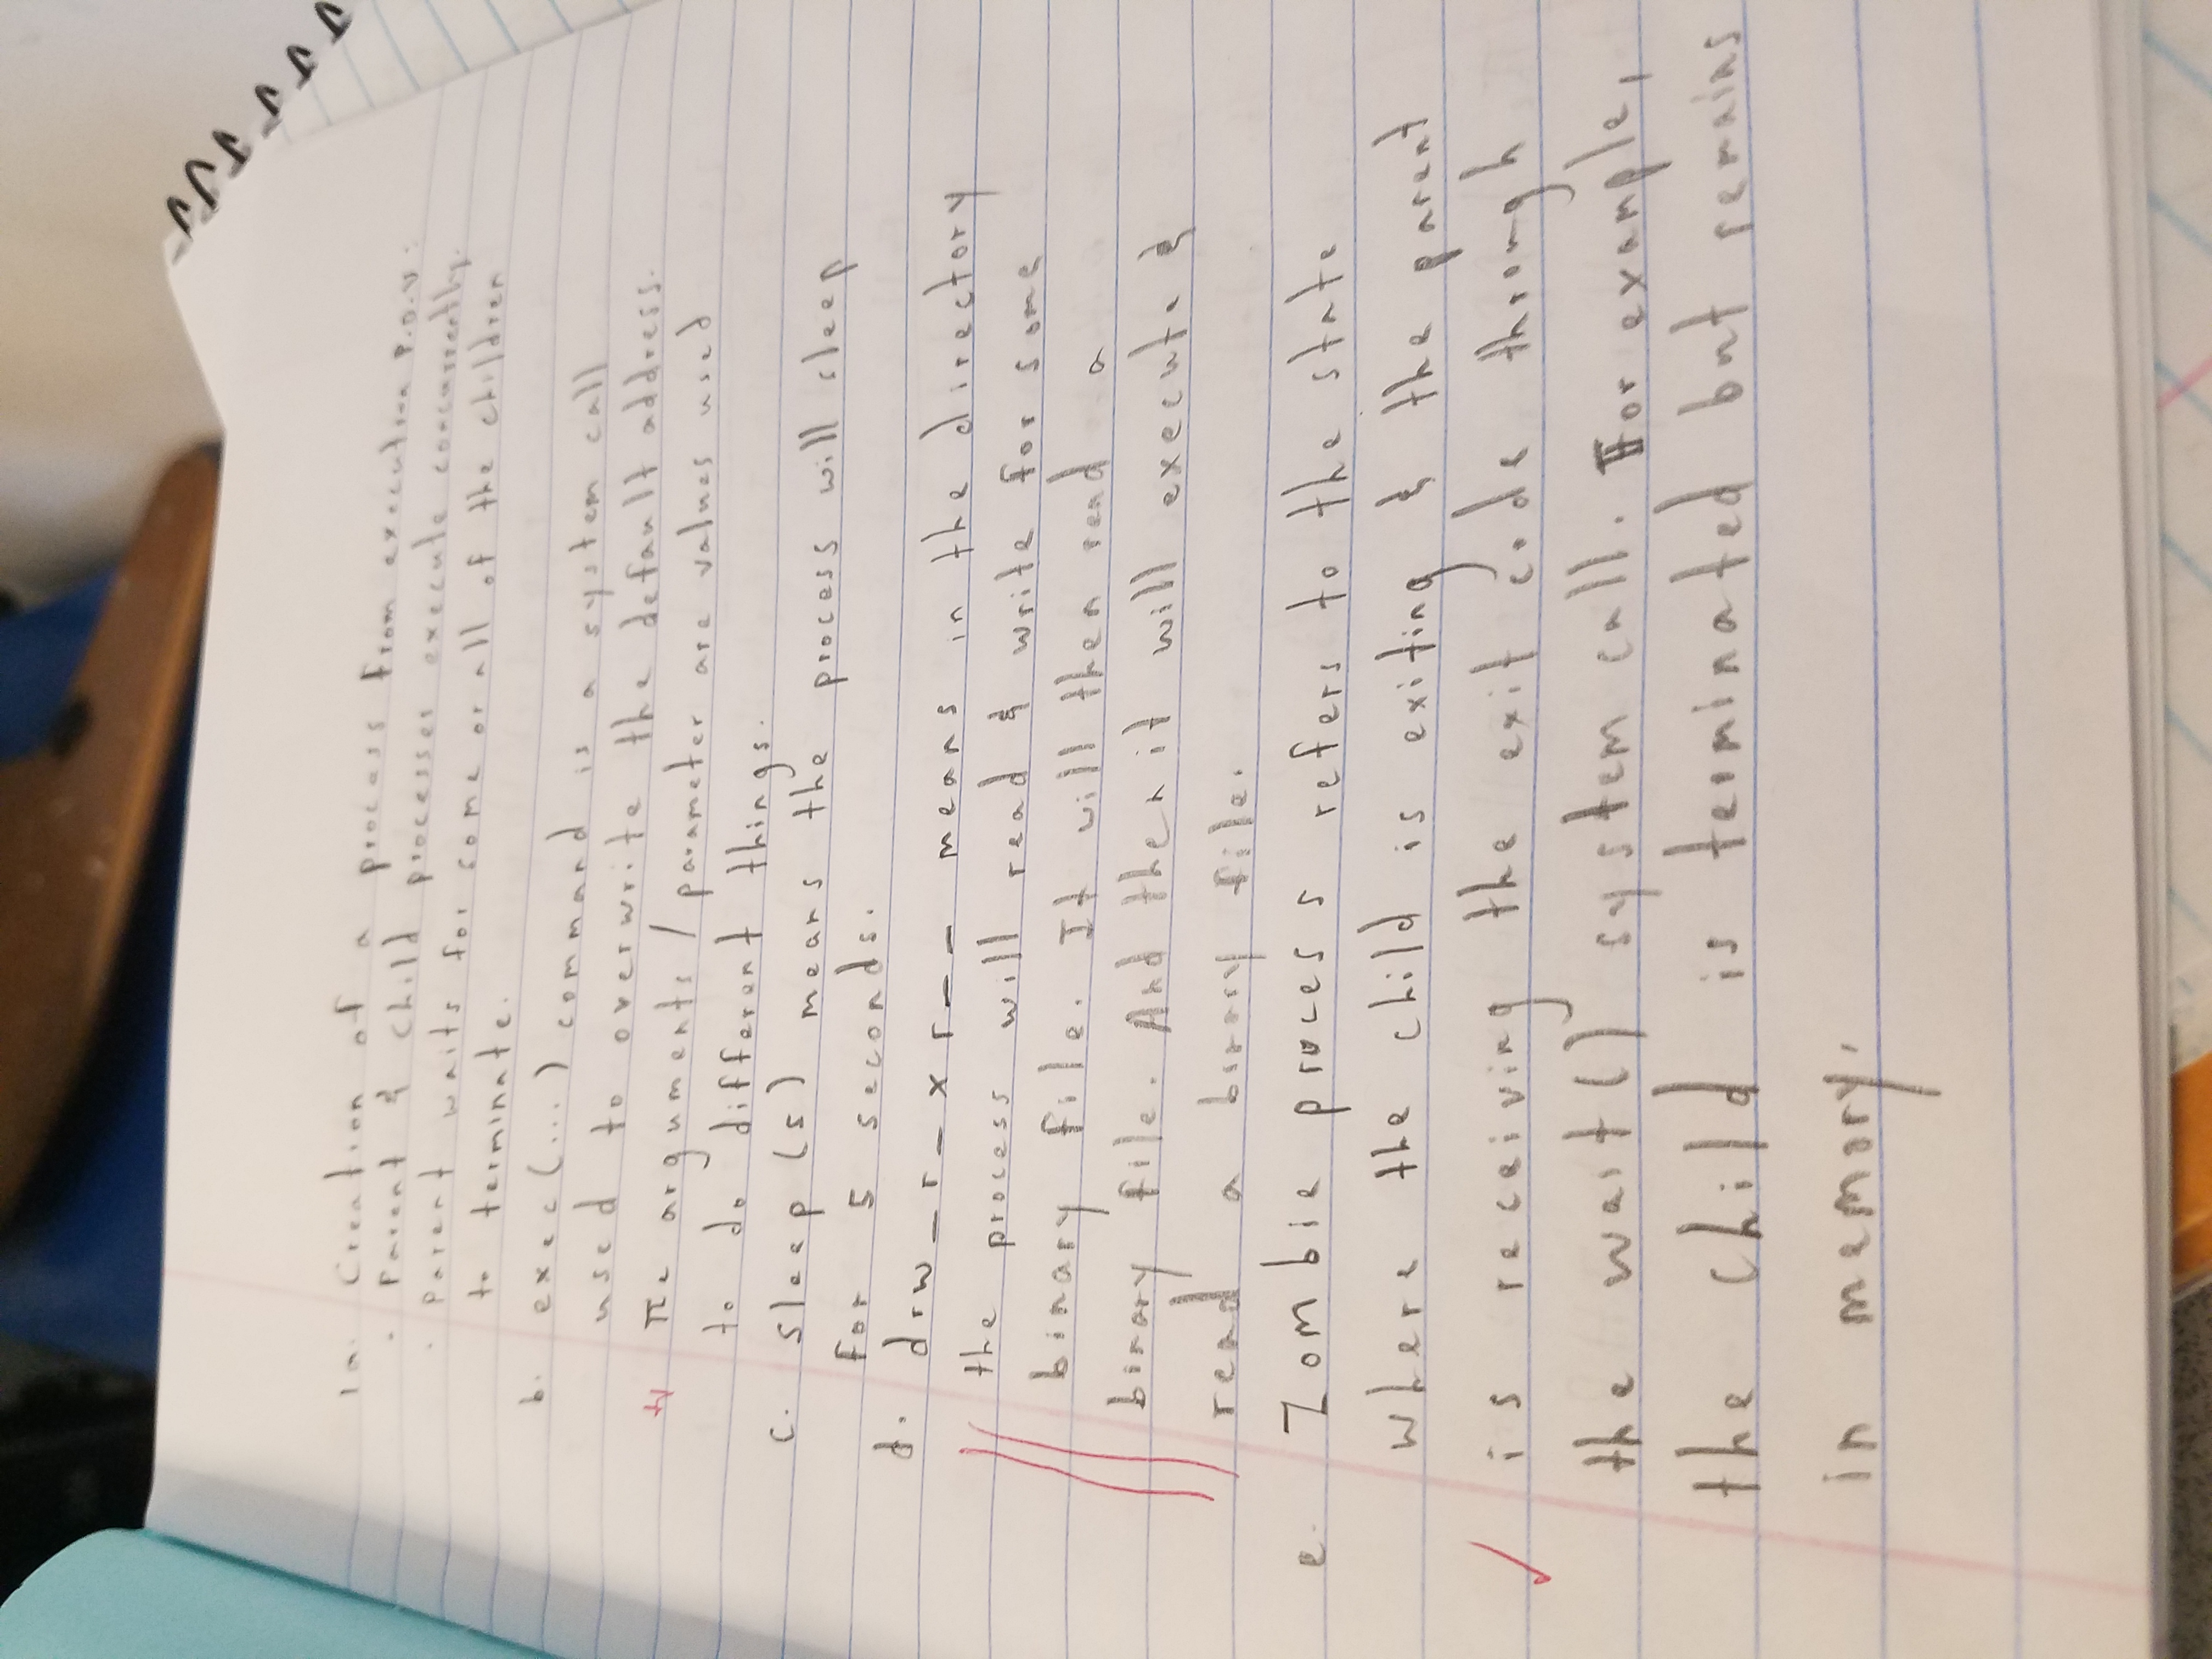 1a. Creation of a process from execution P.O.V:
· Parent & child processes execute concurrently.
· Parent waits for some or all of the children
to terminate.
b. exec(...) command is a system call
used to overwrite the default address.
The arguments / parameter are values used
to do different things.
c. sleep (5) means the process will sleep
for 5 seconds.
d. drw_r_xr__ means in the directory
the process will read & write for some
binary file. It will then read a
binary file. And then it will execute &
read a binary file.
e. Zombie process refers to the state
where the child is exiting & the parent
is receiving the exit code through
the wait() system call. For example,
the child is terminated but remains
in memory.